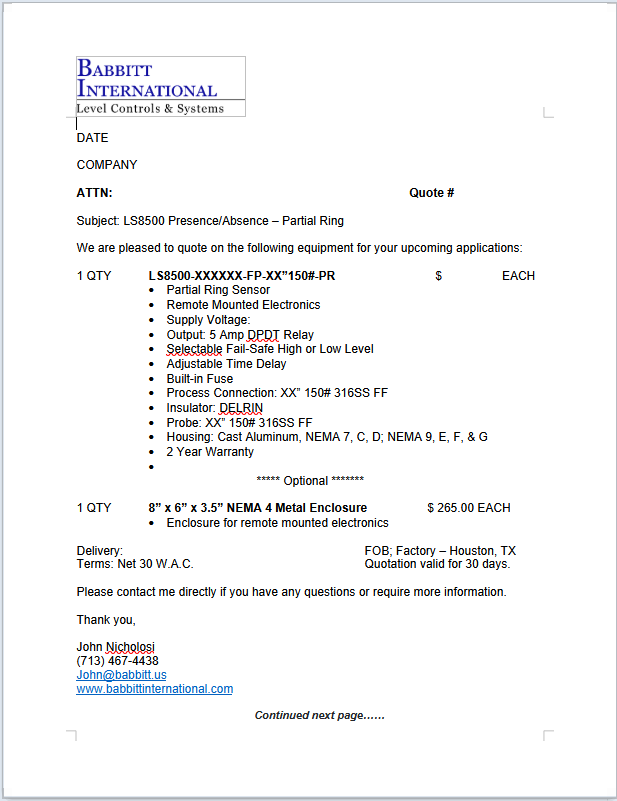 BABBITT
INTERNATIONAL
Level Controls & Systems
DATE
COMPANY
ATTN: Quote #
Subject: LS8500 Presence/Absence – Partial Ring
We are pleased to quote on the following equipment for your upcoming applications:
1 QTY LS8500-XXXXXX-FP-XX”150#-PR $ EACH
• Partial Ring Sensor
• Remote Mounted Electronics
• Supply Voltage:
• Output: 5 Amp DPDT Relay
• Selectable Fail-Safe High or Low Level
• Adjustable Time Delay
• Built-in Fuse
• Process Connection: XX” 150# 316SS FF
• Insulator: DELRIN
• Probe: XX” 150# 316SS FF
• Housing: Cast Aluminum, NEMA 7, C, D; NEMA 9, E, F, & G
• 2 Year Warranty
•
***** Optional *******
1 QTY 8” x 6” x 3.5” NEMA 4 Metal Enclosure $ 265.00 EACH
• Enclosure for remote mounted electronics
Delivery: FOB; Factory – Houston, TX
Terms: Net 30 W.A.C. Quotation valid for 30 days.
Please contact me directly if you have any questions or require more information.
Thank you,
John Nicholosi
(713) 467-4438
John@babbitt.us
www.babbittinternational.com
Continued next page……